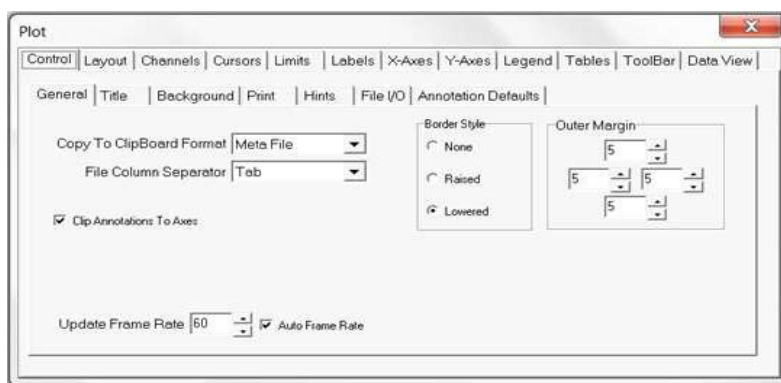 Plot
Control Layout Channels Cursors Limits Labels X-Axes Y-Axes Legend Tables ToolBar Data View
General Title Background Print Hints File I/O Annotation Defaults
Copy To ClipBoard Format Meta File
File Column Separator Tab
Clip Annotations To Axes
Border Style
None
Raised
Lowered
Outer Margin
5
5 5
5
Update Frame Rate 60 Auto Frame Rate